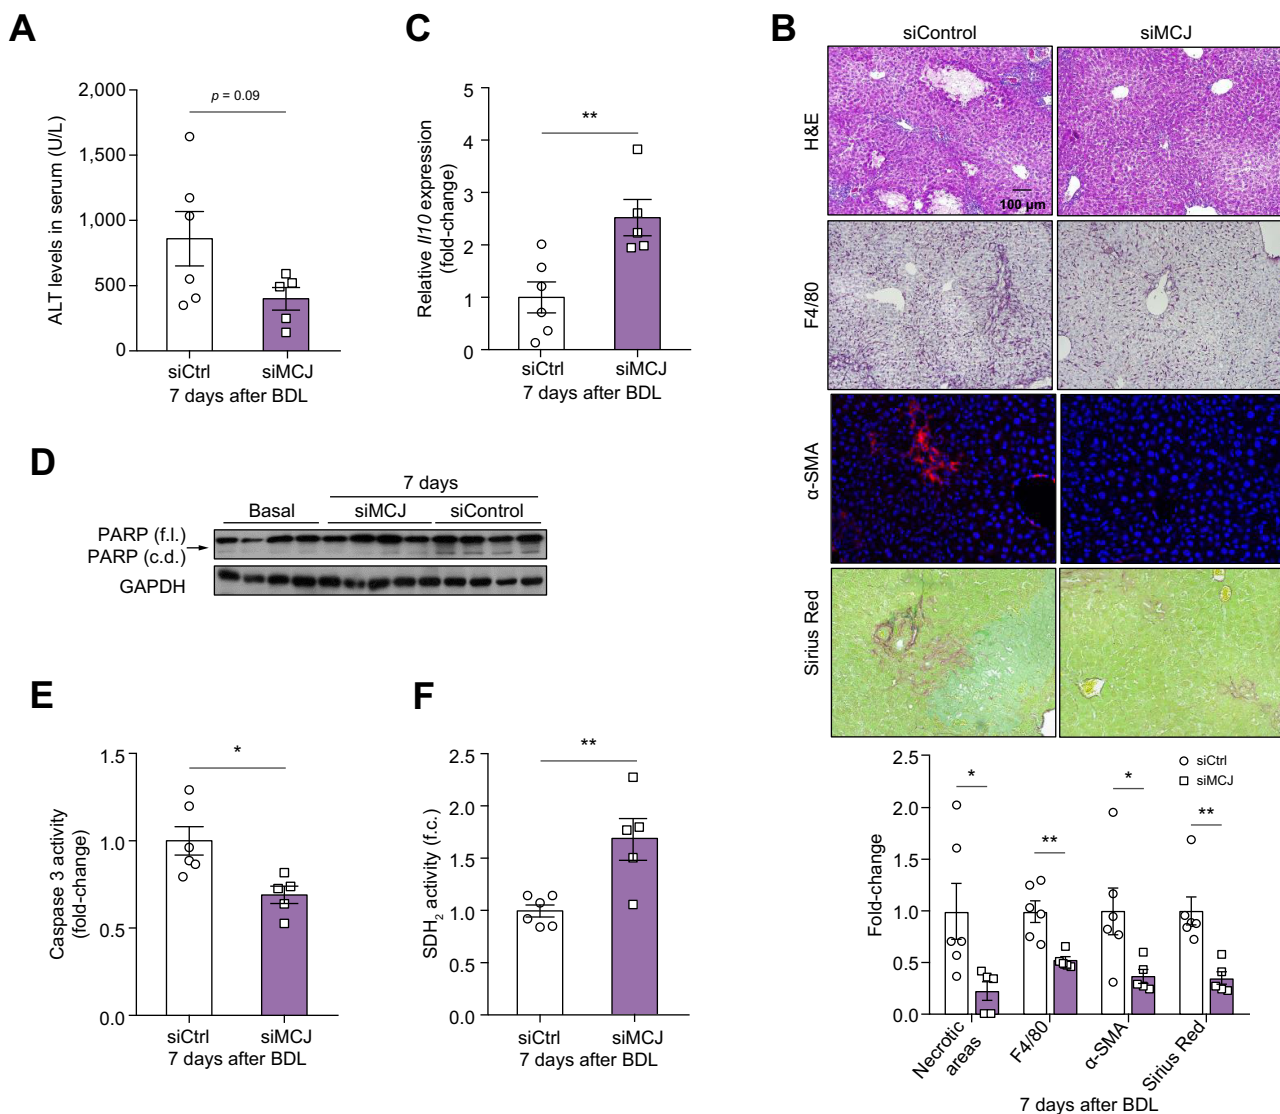 A
ALT levels in serum (U/L)
2,000
1,500
1,000
500
0
p = 0.09
siCtrl
siMCJ
7 days after BDL
C
Relative Il10 expression
(fold-change)
5
4
3
2
1
0
**
siCtrl
siMCJ
7 days after BDL
B
siControl
siMCJ
H&E
100 µm
F4/80
α-SMA
Sirius Red
Fold-change
2.5
2.0
1.5
1.0
0.5
0.0
siCtrl
siMCJ
*
**
*
**
Necrotic
areas
F4/80
α-SMA
Sirius Red
7 days after BDL
D
7 days
Basal
siMCJ
siControl
PARP (f.l.)
PARP (c.d.)
GAPDH
E
Caspase 3 activity
(fold-change)
1.5
1.0
0.5
0.0
*
siCtrl
siMCJ
7 days after BDL
F
SDH₂ activity (f.c.)
2.5
2.0
1.5
1.0
0.5
0.0
**
siCtrl
siMCJ
7 days after BDL